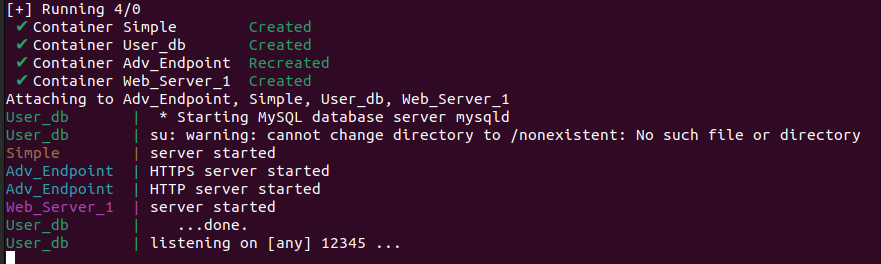 [+] Running 4/0
✔ Container Simple Created
✔ Container User_db Created
✔ Container Adv_Endpoint Recreated
✔ Container Web_Server_1 Created
Attaching to Adv_Endpoint, Simple, User_db, Web_Server_1
User_db | * Starting MySQL database server mysqld
User_db | su: warning: cannot change directory to /nonexistent: No such file or directory
Simple | server started
Adv_Endpoint | HTTPS server started
Adv_Endpoint | HTTP server started
Web_Server_1 | server started
User_db | ...done.
User_db | listening on [any] 12345 ...